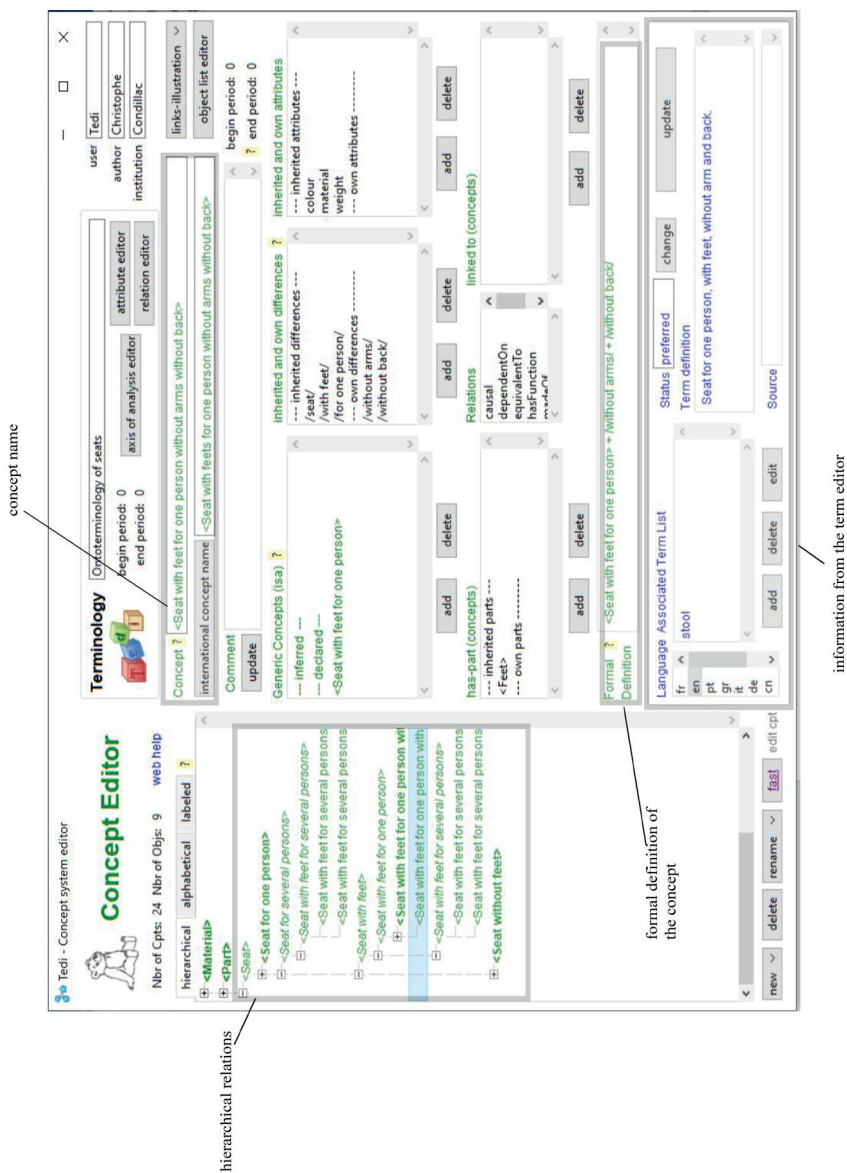 concept name
Tedi - Concept system editor
Concept Editor
Nbr of Cpts: 24 Nbr of Objs: 9 web help
hierarchical alphabetical labeled ?
<Material>
<Part>
<Seat>
<Seat for one person>
<Seat for several persons>
<Seat with feet for several persons>
<Seat with feet for several persons
<Seat with feet for several persons
<Seat with feet>
<Seat with feet for one person>
<Seat with feet for one person wit
<Seat with feet for one person with
<Seat with feet for several persons>
<Seat with feet for several persons
<Seat with feet for several persons
<Seat without feet>
new delete rename fast edit cpt
Terminology Ontoterminology of seats
begin period: 0
end period: 0
axis of analysis editor
attribute editor
relation editor
user Tedi
author Christophe
institution Condillac
Concept ? <Seat with feet for one person without arms without back>
international concept name <Seat with feets for one person without arms without back>
links-illustration
object list editor
Comment
update
begin period: 0
? end period: 0
Generic Concepts (isa) ?
--- inferred ---
--- declared ---
<Seat with feet for one person>
add delete
inherited and own differences ?
--- inherited differences ---
/seat/
/with feet/
/for one person/
--- own differences ---------
/without arms/
/without back/
add delete
inherited and own attributes
--- inherited attributes ---
colour
material
weight
--- own attributes ---------
add delete
has-part (concepts)
--- inherited parts ---
<Feet>
--- own parts ---------
add delete
Relations
causal
dependentOn
equivalentTo
hasFunction
madeOf
linked to (concepts)
add delete
Formal ? <Seat with feet for one person> + /without arms/ + /without back/
Definition
Language Associated Term List
fr
en
pt
gr
it
de
cn
stool
add delete edit
Status preferred change update
Term definition
Seat for one person, with feet, wihout arm and back.
Source
hierarchical relations
formal definition of
the concept
information from the term editor